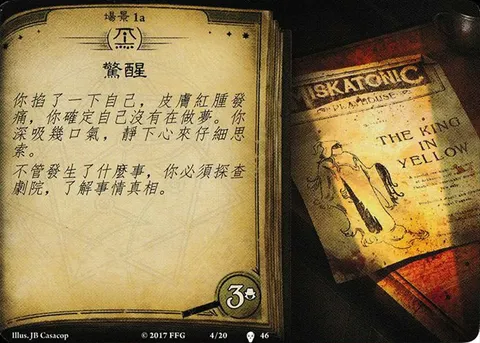 場景 1a
驚醒
你掐了一下自己，皮膚紅腫發
痛，你確定自己沒有在做夢。你
深吸幾口氣，靜下心來仔細思
索。
不管發生了什麼事，你必須探查
劇院，了解事情真相。
3
MISKATONIC
PLAYHOUSE
THE KING
IN
YELLOW
Illus. JB Casacop
© 2017 FFG
4/20
46